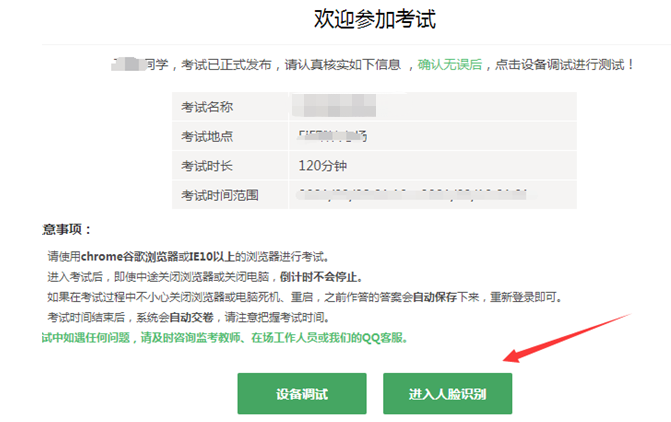 欢迎参加考试
同学，考试已正式发布，请认真核实如下信息，确认无误后，点击设备调试进行测试！
考试名称
考试地点
考试时长 120分钟
考试时间范围
意事项：
请使用chrome谷歌浏览器或IE10以上的浏览器进行考试。
进入考试后，即使中途关闭浏览器或关闭电脑，倒计时不会停止。
如果在考试过程中不小心关闭浏览器或电脑死机、重启，之前作答的答案会自动保存下来，重新登录即可。
考试时间结束后，系统会自动交卷，请注意把握考试时间。
试中如遇任何问题，请及时咨询监考教师、在场工作人员或我们的QQ客服。
设备调试 进入人脸识别